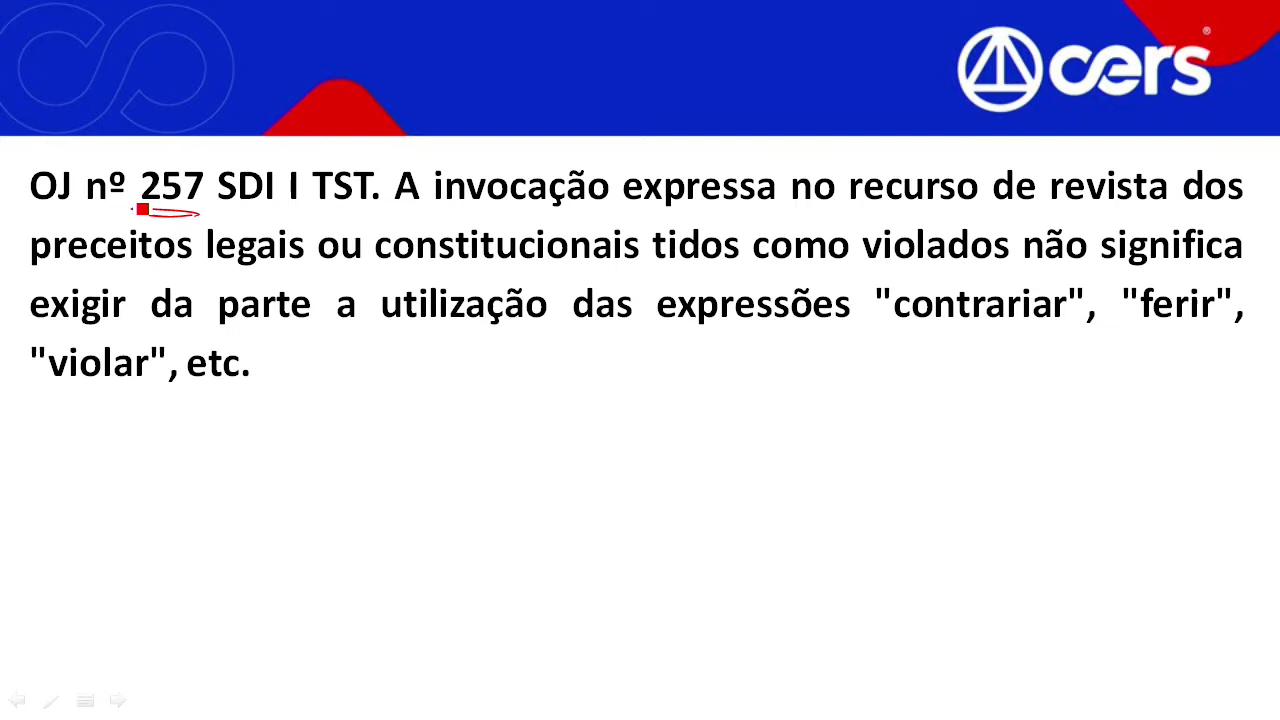 cers®
OJ nº 257 SDI I TST. A invocação expressa no recurso de revista dos
preceitos legais ou constitucionais tidos como violados não significa
exigir da parte a utilização das expressões "contrariar", "ferir",
"violar", etc.